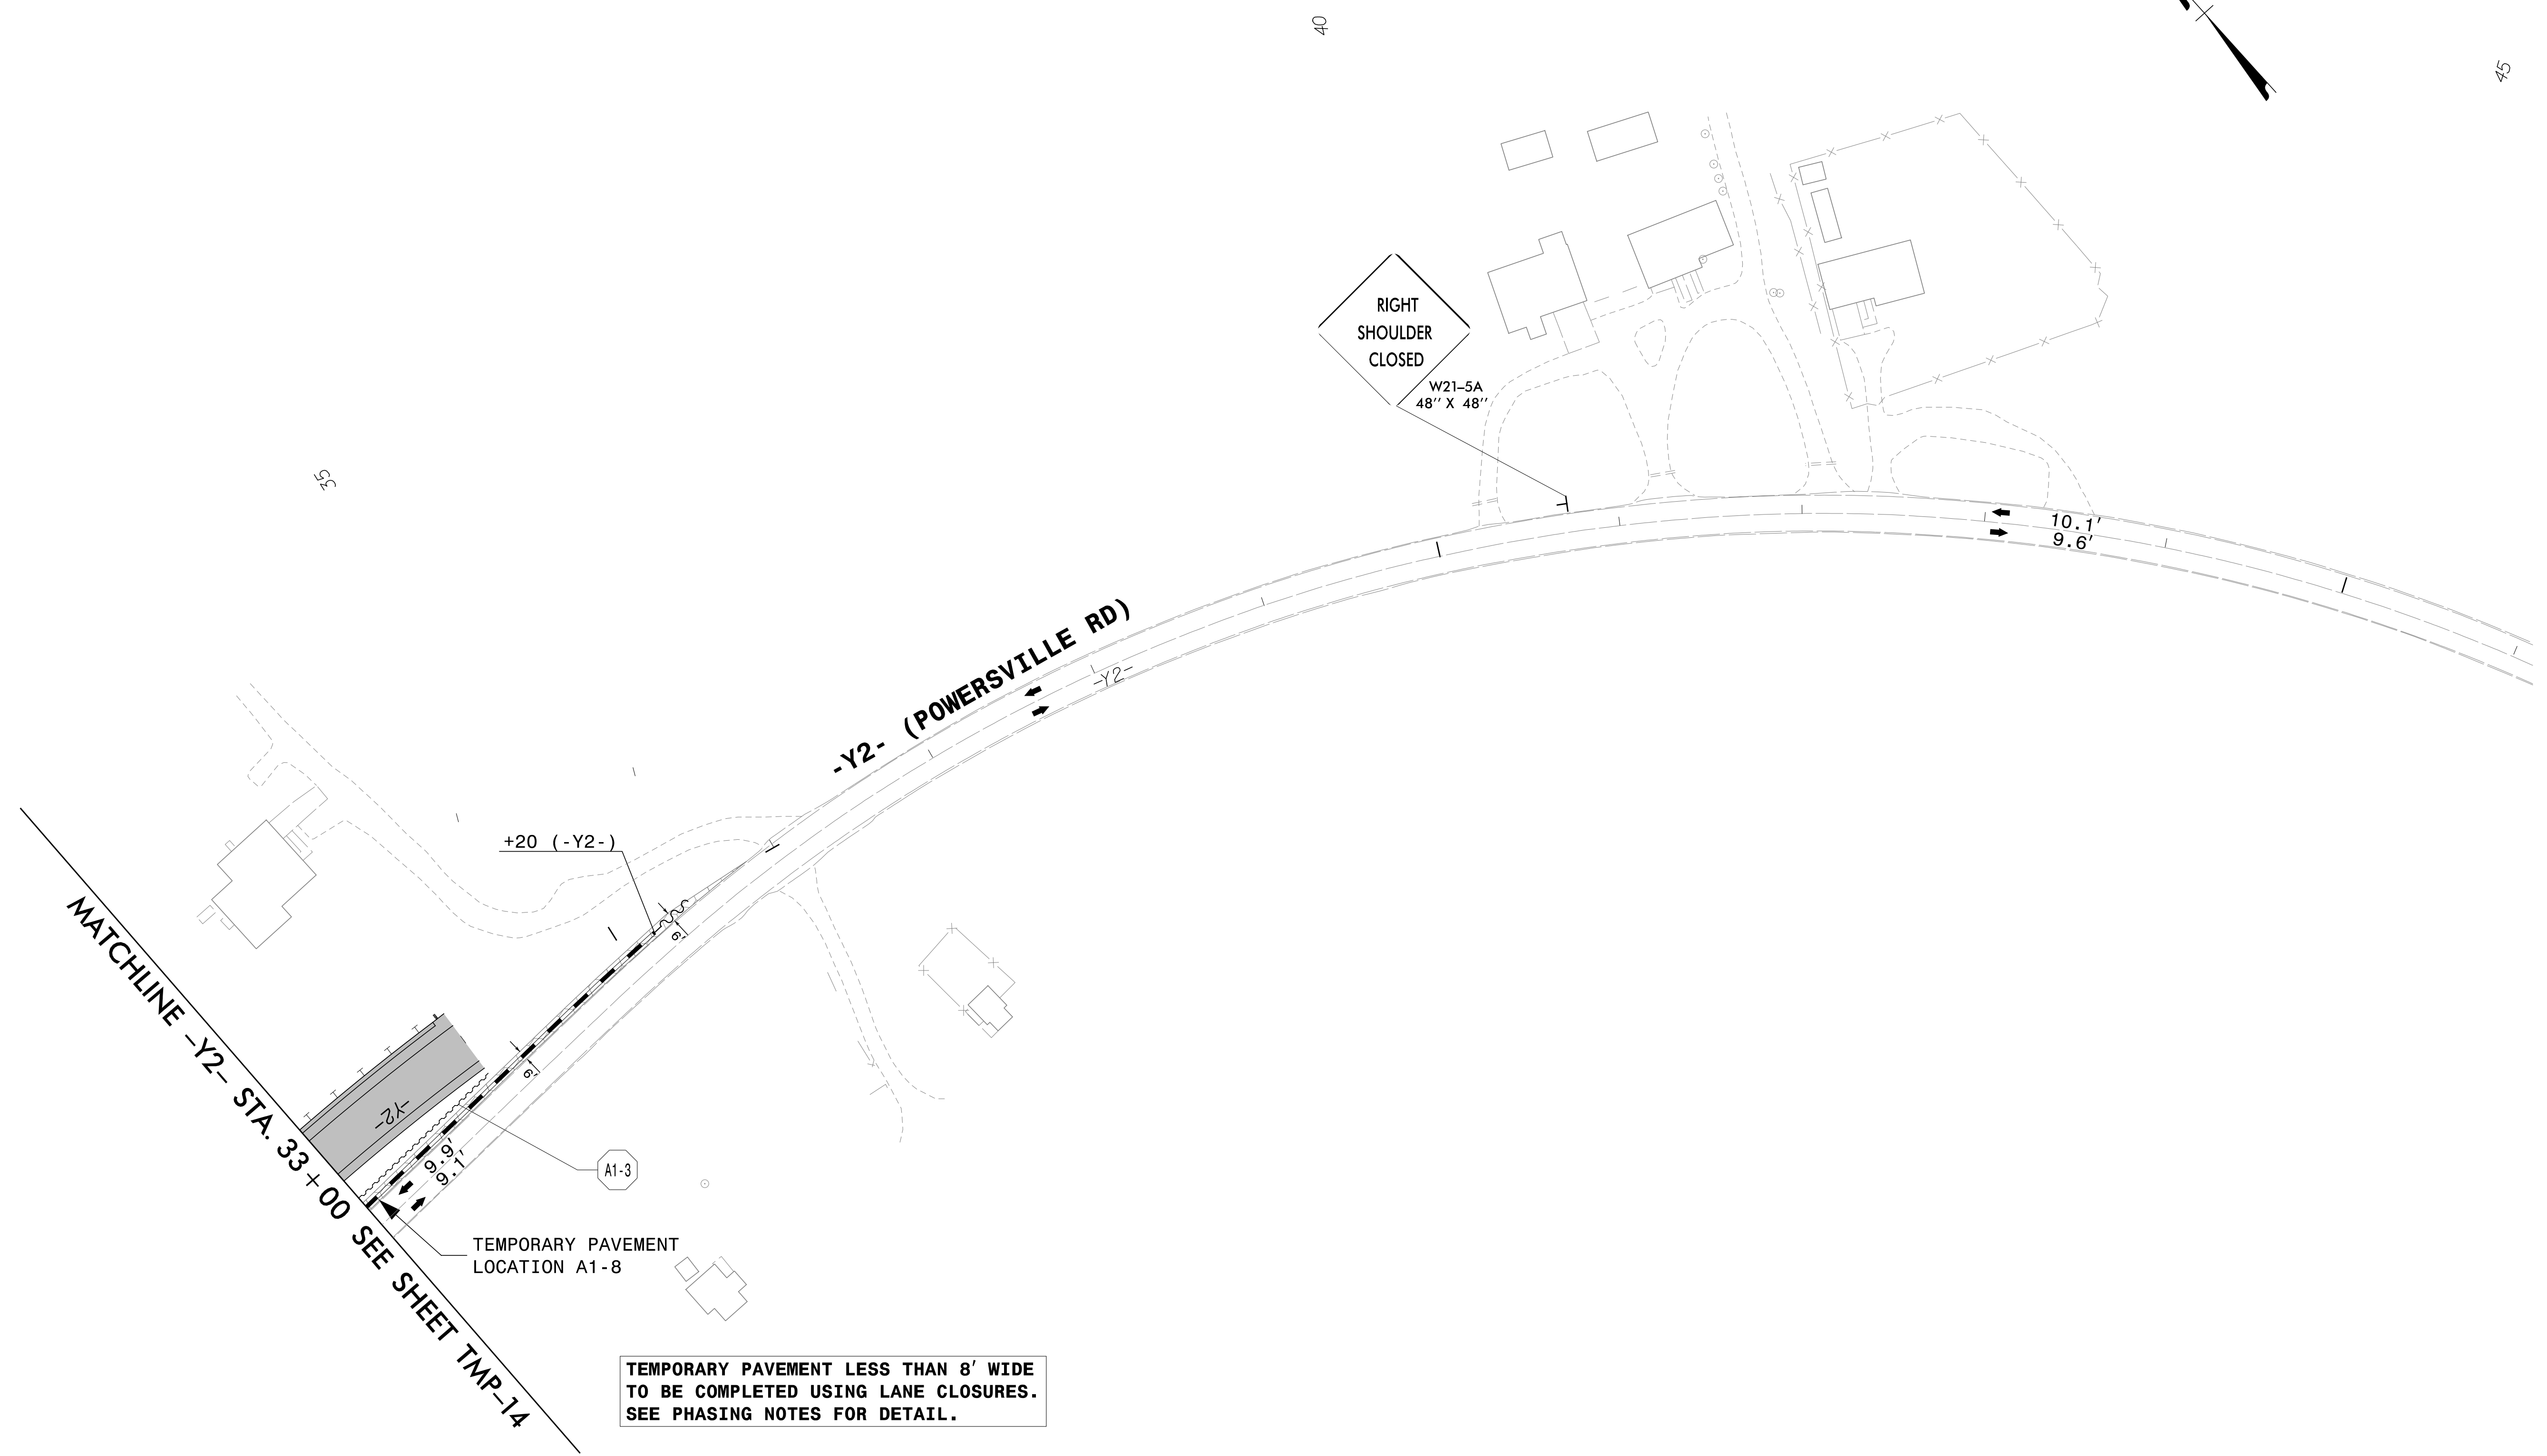 40
45
RIGHT
SHOULDER
CLOSED
W21-5A
48'' X 48''
35
10.1'
9.6'
-Y2- (POWERSVILLE RD)
-Y2-
+20 (-Y2-)
6'
6'
-Y2-
9.9'
9.1'
A1-3
MATCHLINE -Y2- STA. 33+00 SEE SHEET TMP-14
TEMPORARY PAVEMENT
LOCATION A1-8
TEMPORARY PAVEMENT LESS THAN 8' WIDE
TO BE COMPLETED USING LANE CLOSURES.
SEE PHASING NOTES FOR DETAIL.